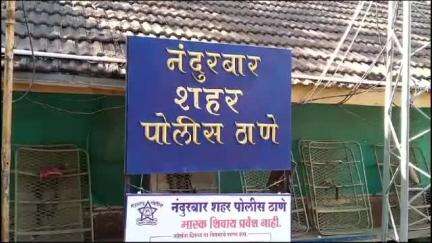 नंदुरबार
शहर
पोलीस ठाणे
नंदुरबार शहर पोलीस ठाणे
मास्क शिवाय प्रवेश नाही.